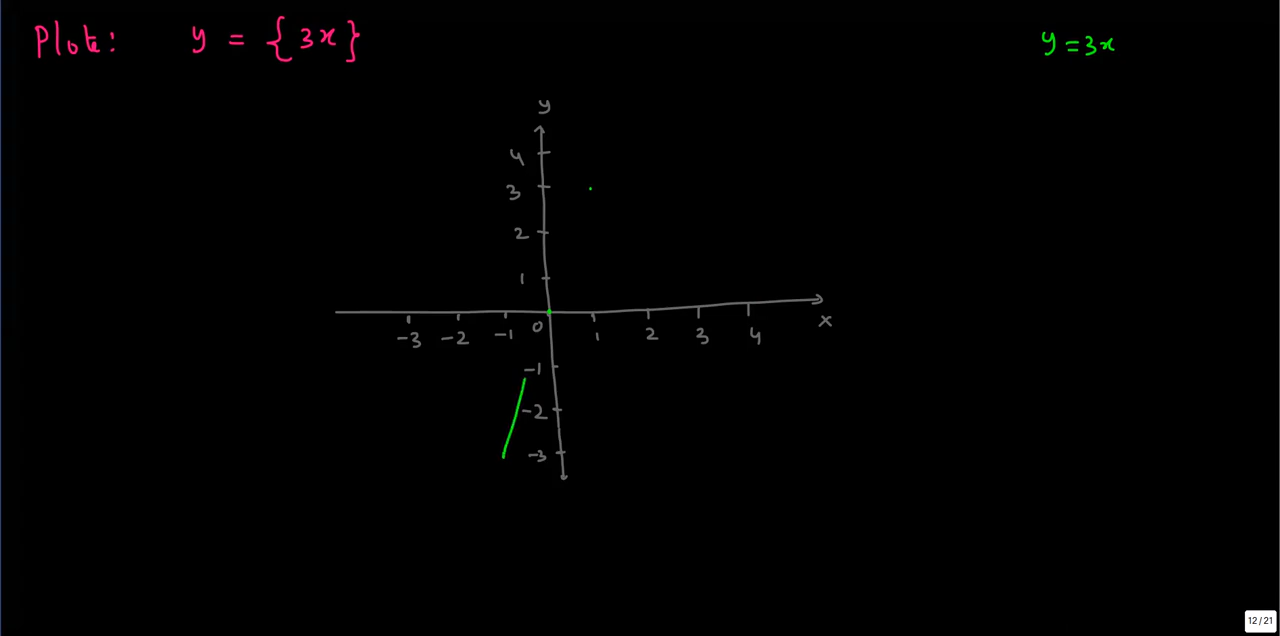 Plot: y = {3x}
y = 3x
y
4
3
2
1
0
-3 -2 -1 1 2 3 4 x
-1
-2
-3
12 / 21